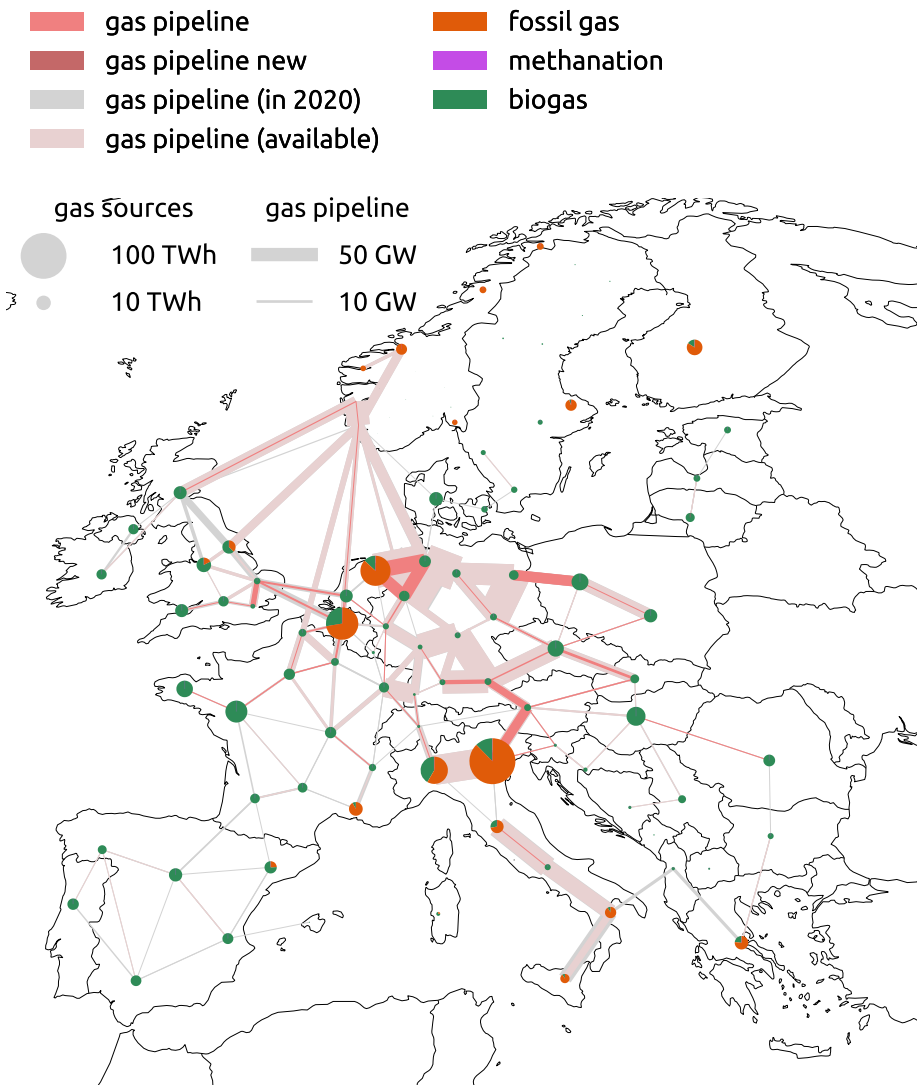 gas pipeline
gas pipeline new
gas pipeline (in 2020)
gas pipeline (available)
fossil gas
methanation
biogas
gas sources
100 TWh
10 TWh
gas pipeline
50 GW
10 GW